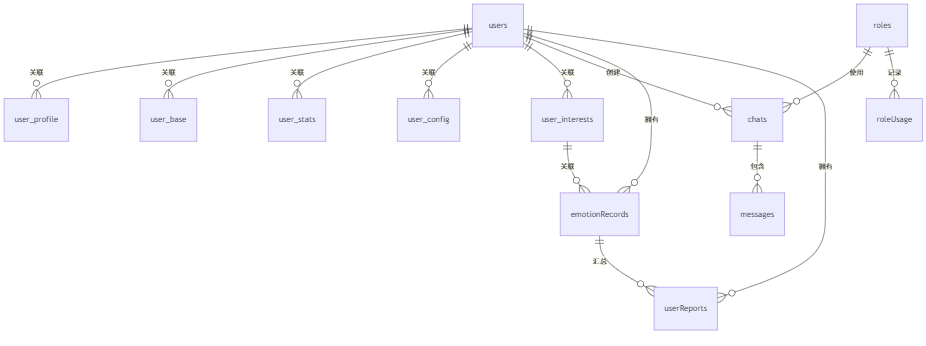 users
roles
关联
关联
关联
关联
关联
创建
使用
记录
user_profile
user_base
user_stats
user_config
user_interests
拥有
chats
roleUsage
关联
包含
拥有
emotionRecords
messages
汇总
userReports